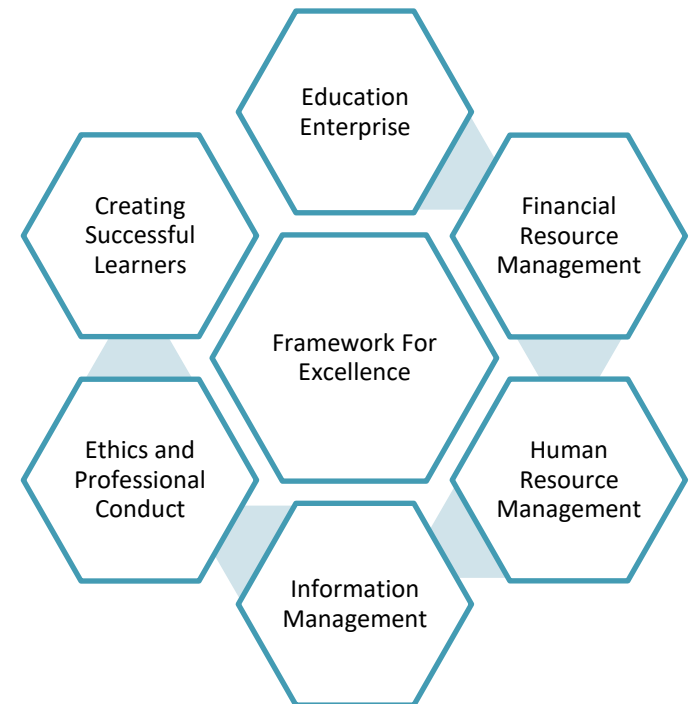 Education
Enterprise
Financial
Resource
Management
Human
Resource
Management
Information
Management
Ethics and
Professional
Conduct
Creating
Successful
Learners
Framework For
Excellence